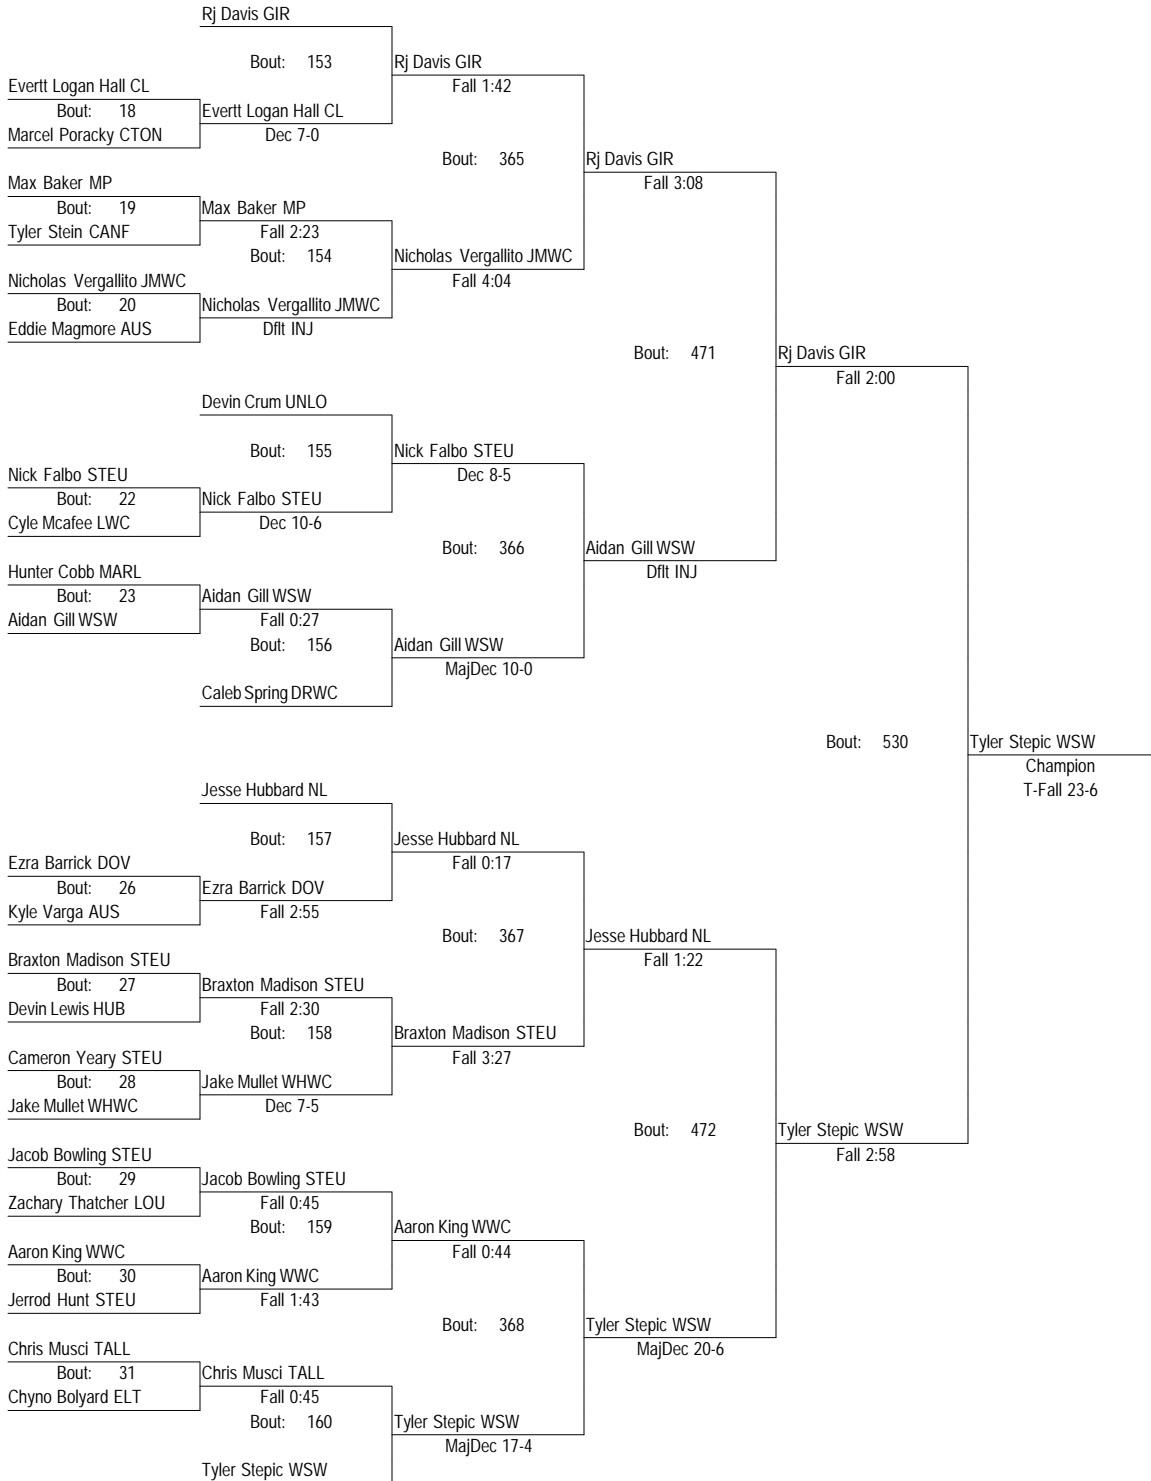 Rj Davis GIR
Bout: 153
Rj Davis GIR
Fall 1:42
Evertt Logan Hall CL
Bout: 18
Evertt Logan Hall CL
Marcel Poracky CTON
Dec 7-0
Bout: 365
Rj Davis GIR
Fall 3:08
Max Baker MP
Bout: 19
Max Baker MP
Tyler Stein CANF
Fall 2:23
Bout: 154
Nicholas Vergallito JMWC
Fall 4:04
Nicholas Vergallito JMWC
Bout: 20
Nicholas Vergallito JMWC
Eddie Magmore AUS
Dflt INJ
Bout: 471
Rj Davis GIR
Fall 2:00
Devin Crum UNLO
Bout: 155
Nick Falbo STEU
Dec 8-5
Nick Falbo STEU
Bout: 22
Nick Falbo STEU
Cyle Mcafee LWC
Dec 10-6
Bout: 366
Aidan Gill WSW
Dflt INJ
Hunter Cobb MARL
Bout: 23
Aidan Gill WSW
Aidan Gill WSW
Fall 0:27
Bout: 156
Aidan Gill WSW
MajDec 10-0
Caleb Spring DRWC
Bout: 530
Tyler Stepic WSW
Champion
T-Fall 23-6
Jesse Hubbard NL
Bout: 157
Jesse Hubbard NL
Fall 0:17
Ezra Barrick DOV
Bout: 26
Ezra Barrick DOV
Kyle Varga AUS
Fall 2:55
Bout: 367
Jesse Hubbard NL
Fall 1:22
Braxton Madison STEU
Bout: 27
Braxton Madison STEU
Devin Lewis HUB
Fall 2:30
Bout: 158
Braxton Madison STEU
Fall 3:27
Cameron Yeary STEU
Bout: 28
Jake Mullet WHWC
Jake Mullet WHWC
Dec 7-5
Bout: 472
Tyler Stepic WSW
Fall 2:58
Jacob Bowling STEU
Bout: 29
Jacob Bowling STEU
Zachary Thatcher LOU
Fall 0:45
Bout: 159
Aaron King WWC
Fall 0:44
Aaron King WWC
Bout: 30
Aaron King WWC
Jerrod Hunt STEU
Fall 1:43
Bout: 368
Tyler Stepic WSW
MajDec 20-6
Chris Musci TALL
Bout: 31
Chris Musci TALL
Chyno Bolyard ELT
Fall 0:45
Bout: 160
Tyler Stepic WSW
MajDec 17-4
Tyler Stepic WSW